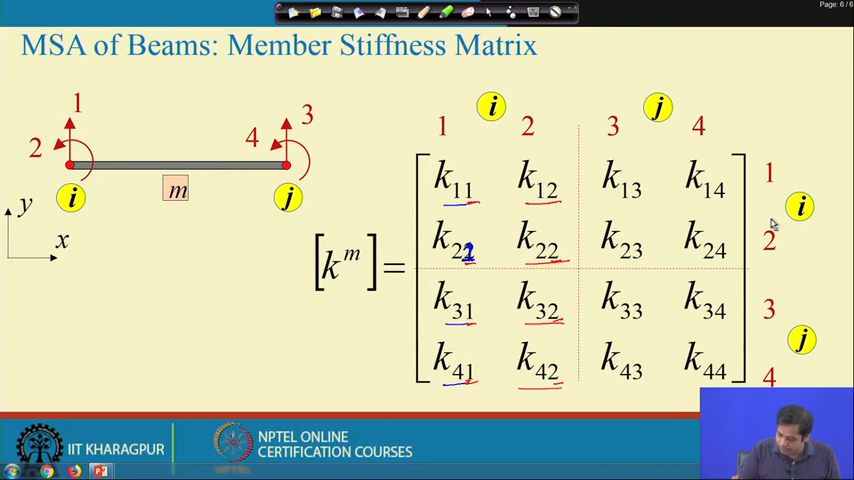 Page: 6 / 6
MSA of Beams: Member Stiffness Matrix
1
2
4
3
i
m
j
y
x
i
j
1 2 3 4
[k^m] =
k11 k12 k13 k14
k21 k22 k23 k24
k31 k32 k33 k34
k41 k42 k43 k44
1
i
2
3
j
4
IIT KHARAGPUR
NPTEL ONLINE
CERTIFICATION COURSES